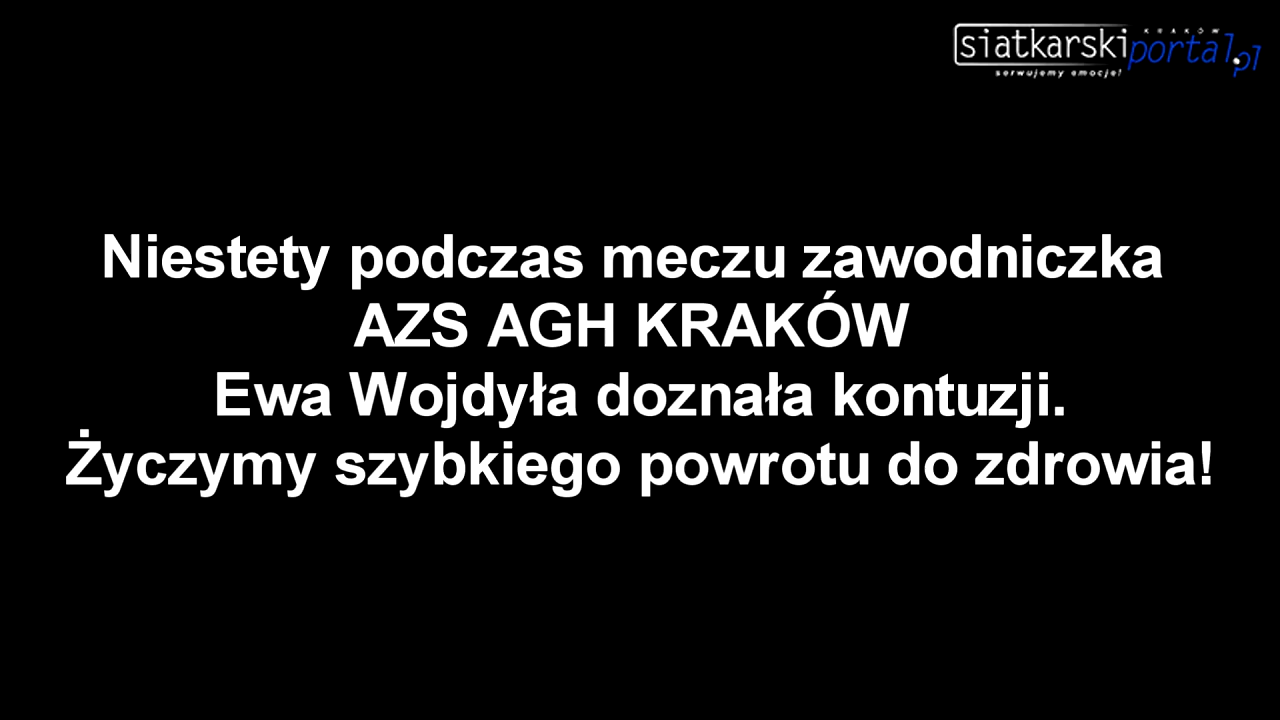 KRAKÓW
siatkarskiportal.pl
serwujemy emocje!
Niestety podczas meczu zawodniczka
AZS AGH KRAKÓW
Ewa Wojdyła doznała kontuzji.
Życzymy szybkiego powrotu do zdrowia!